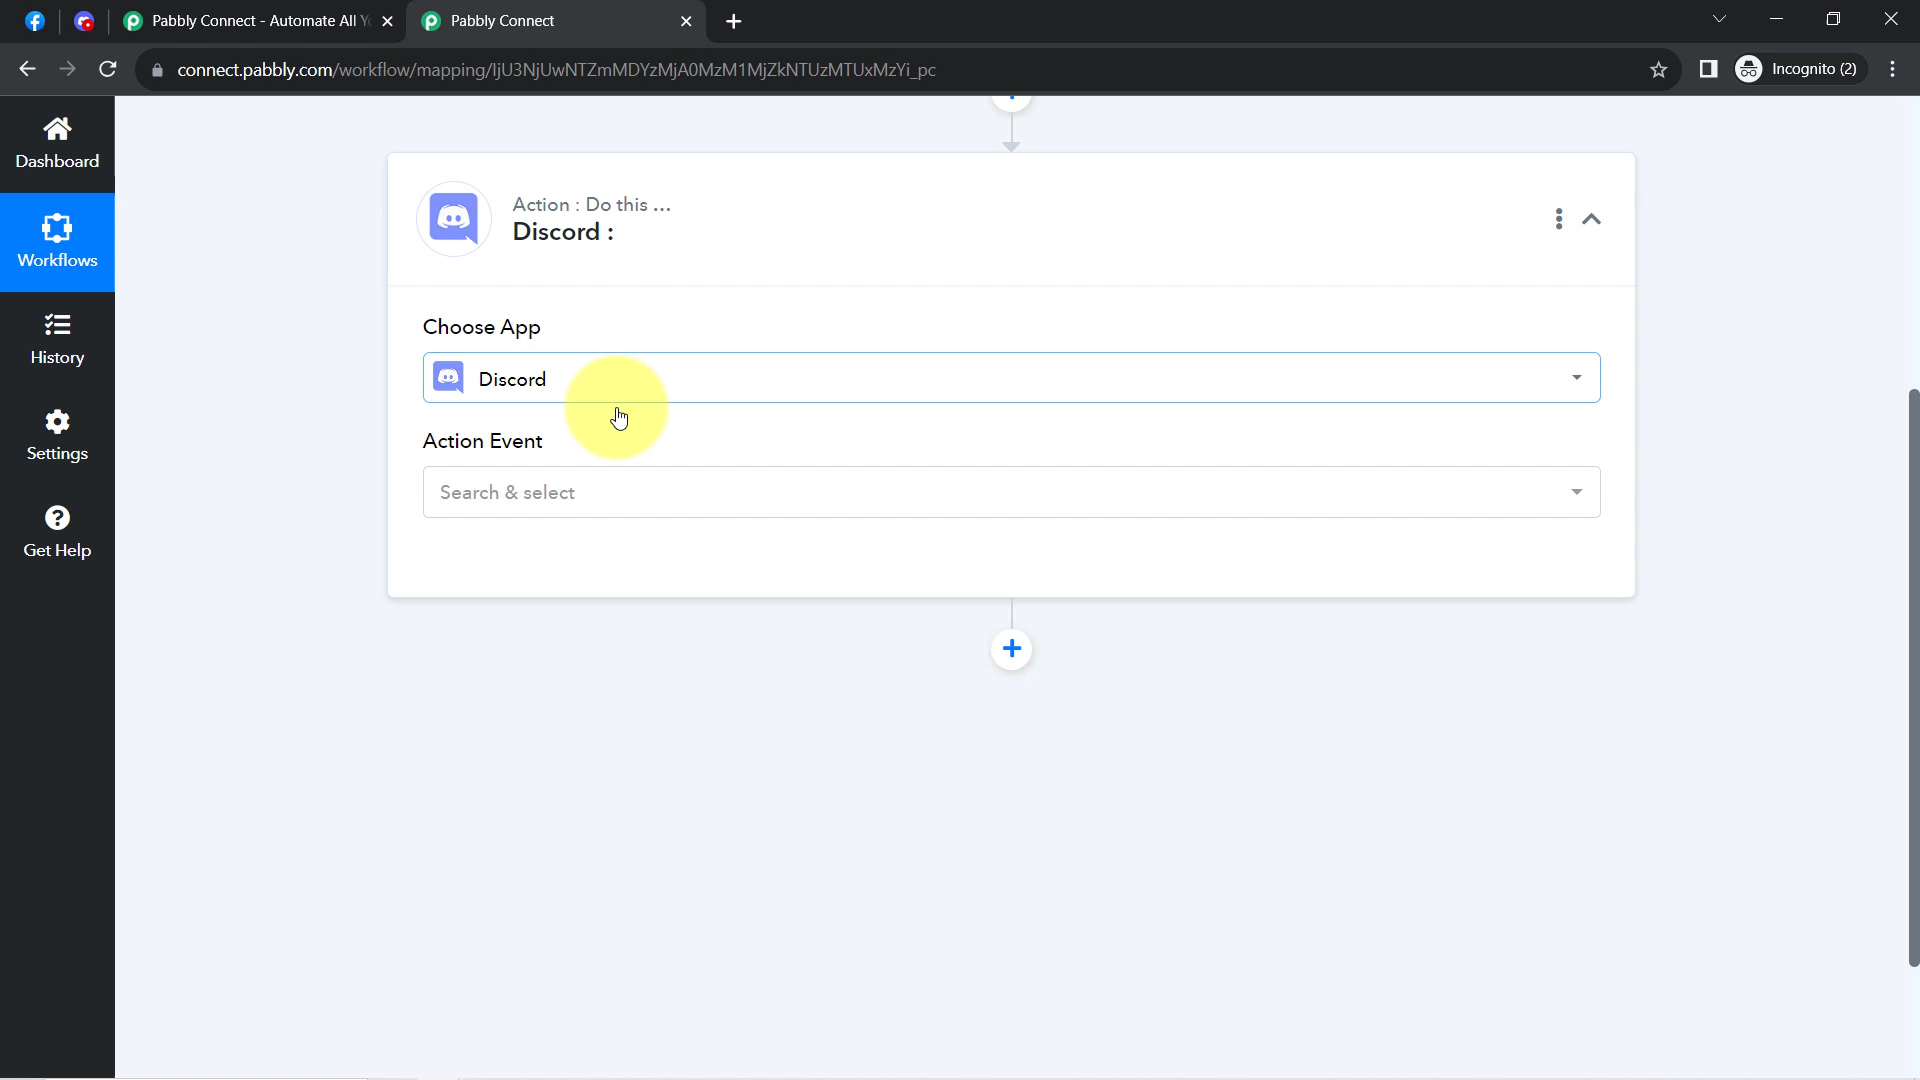 Pabbly Connect - Automate All
Pabbly Connect
connect.pabbly.com/workflow/mapping/IjU3NjUwNTZmMDYzMjA0MzM1MjZkNTUzMTUxMzYi_pc
Incognito (2)
Dashboard
Workflows
History
Settings
Get Help
Action : Do this ...
Discord :
Choose App
Discord
Action Event
Search & select